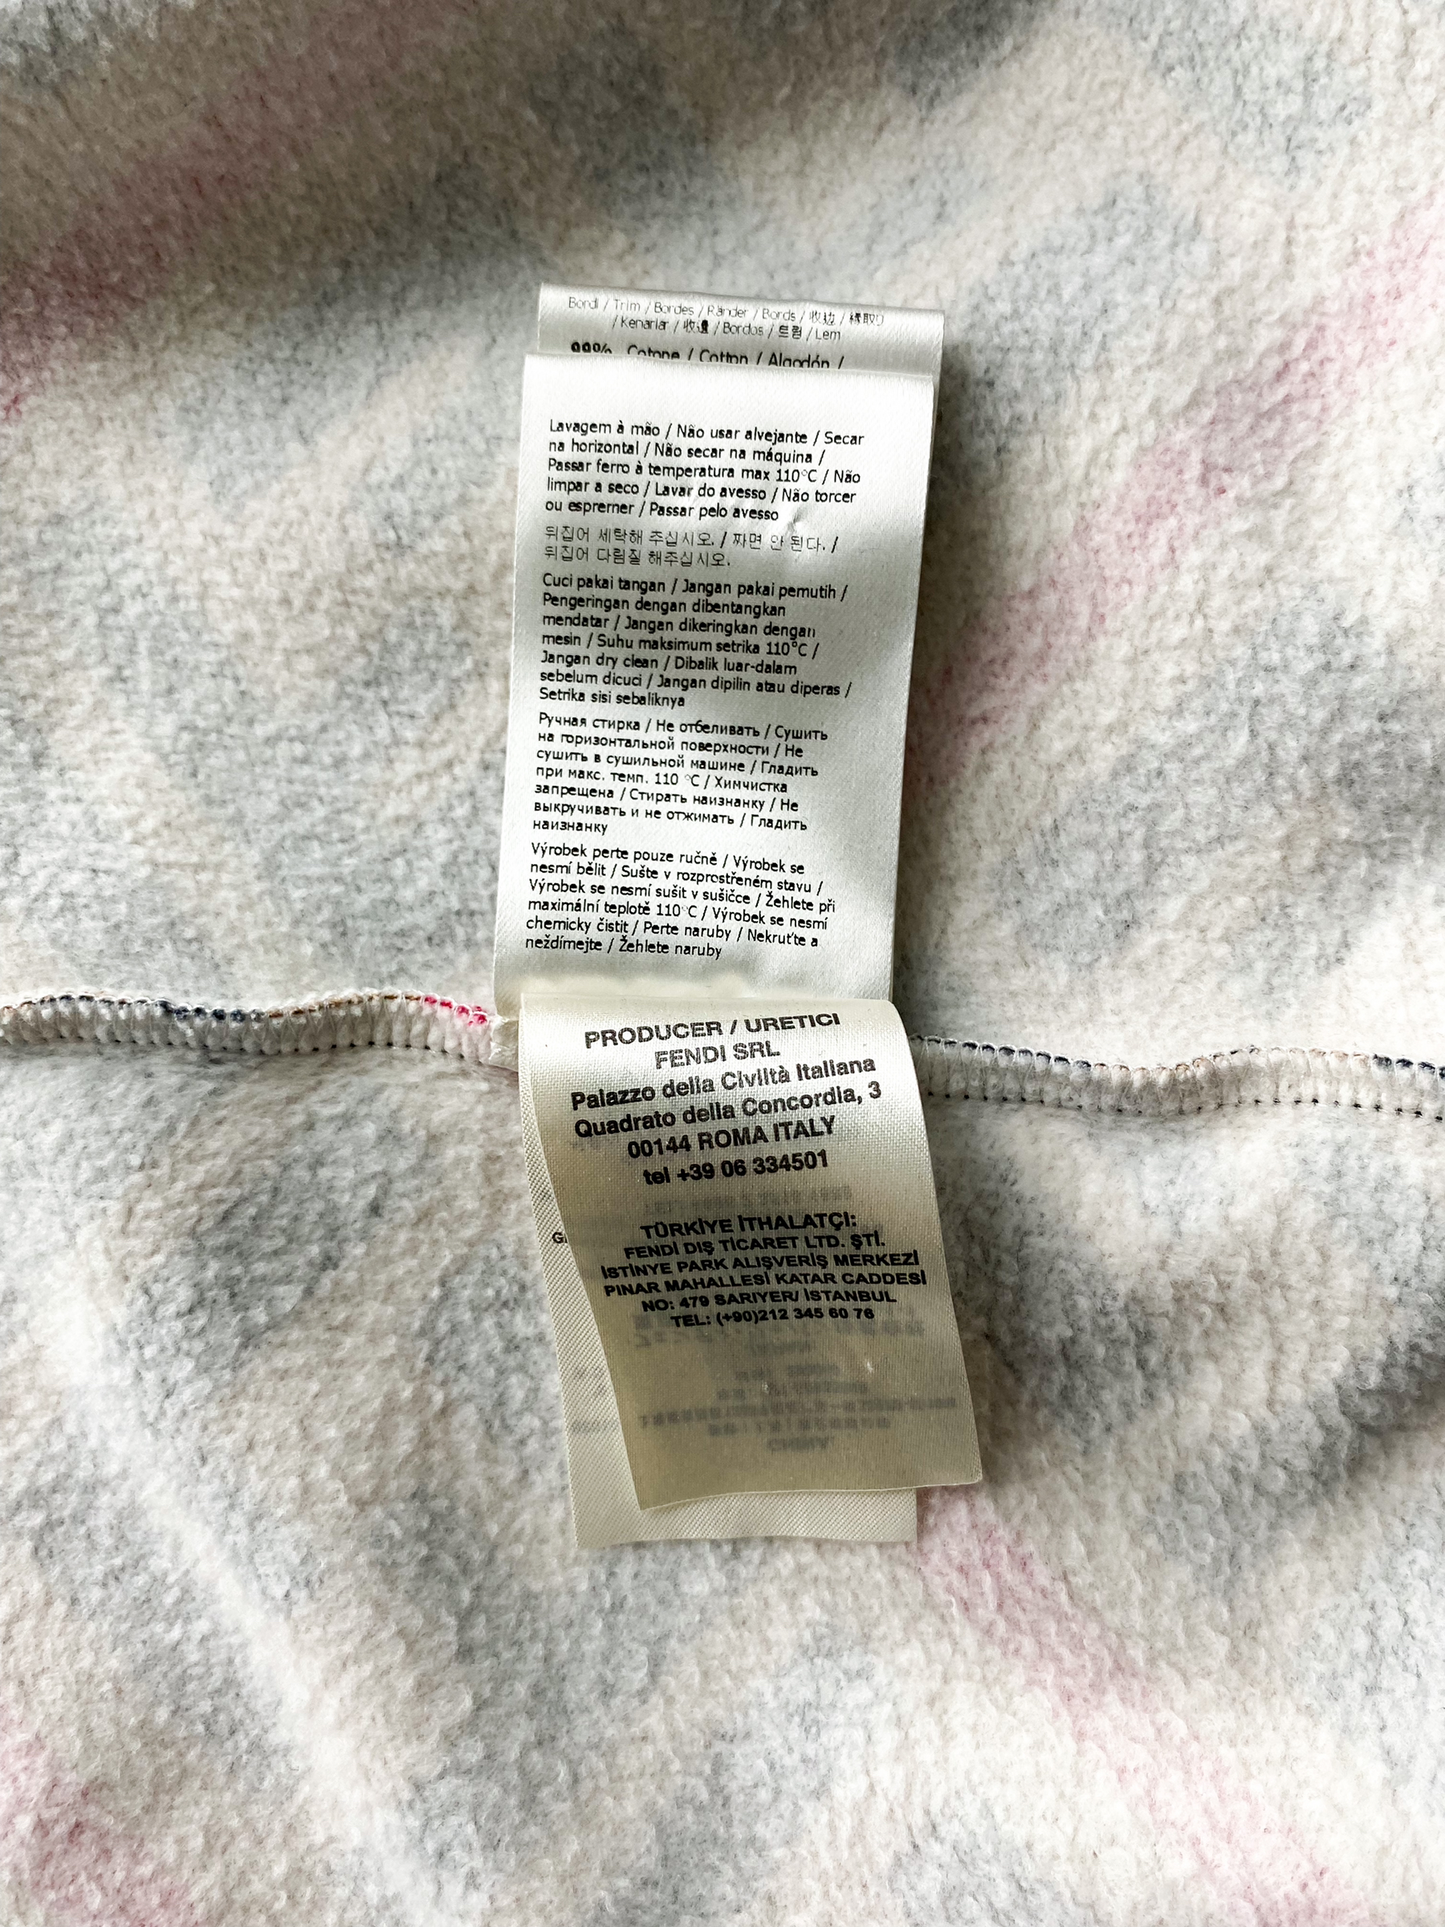 Bordi / Trim / Bordes / Ränder / Bords / 收边 / 縁取り
/ Kenarlar / 收邊 / Bordos / 트림 / Lem
99% Cotone / Cotton / Algodón /
Lavagem à mão / Não usar alvejante / Secar
na horizontal / Não secar na máquina /
Passar ferro à temperatura max 110°C / Não
limpar a seco / Lavar do avesso / Não torcer
ou espremer / Passar pelo avesso
뒤집어 세탁해 주십시오. / 짜면 안 된다. /
뒤집어 다림질 해주십시오.
Cuci pakai tangan / Jangan pakai pemutih /
Pengeringan dengan dibentangkan
mendatar / Jangan dikeringkan dengan
mesin / Suhu maksimum setrika 110°C /
Jangan dry clean / Dibalik luar-dalam
sebelum dicuci / Jangan dipilin atau diperas /
Setrika sisi sebaliknya
Ручная стирка / Не отбеливать / Сушить
на горизонтальной поверхности / Не
сушить в сушильной машине / Гладить
при макс. темп. 110 °C / Химчистка
запрещена / Стирать наизнанку / Не
выкручивать и не отжимать / Гладить
наизнанку
Výrobek perte pouze ručně / Výrobek se
nesmí bělit / Sušte v rozprostřeném stavu /
Výrobek se nesmí sušit v sušičce / Žehlete při
maximální teplotě 110°C / Výrobek se nesmí
chemicky čistit / Perte naruby / Nekruťte a
neždímejte / Žehlete naruby
PRODUCER / URETICI
FENDI SRL
Palazzo della Civiltà Italiana
Quadrato della Concordia, 3
00144 ROMA ITALY
tel +39 06 334501
TÜRKİYE İTHALATÇI:
FENDİ DIŞ TİCARET LTD. ŞTİ.
İSTİNYE PARK ALIŞVERİŞ MERKEZİ
PINAR MAHALLESİ KATAR CADDESİ
NO: 479 SARIYER/ İSTANBUL
TEL: (+90)212 345 60 76